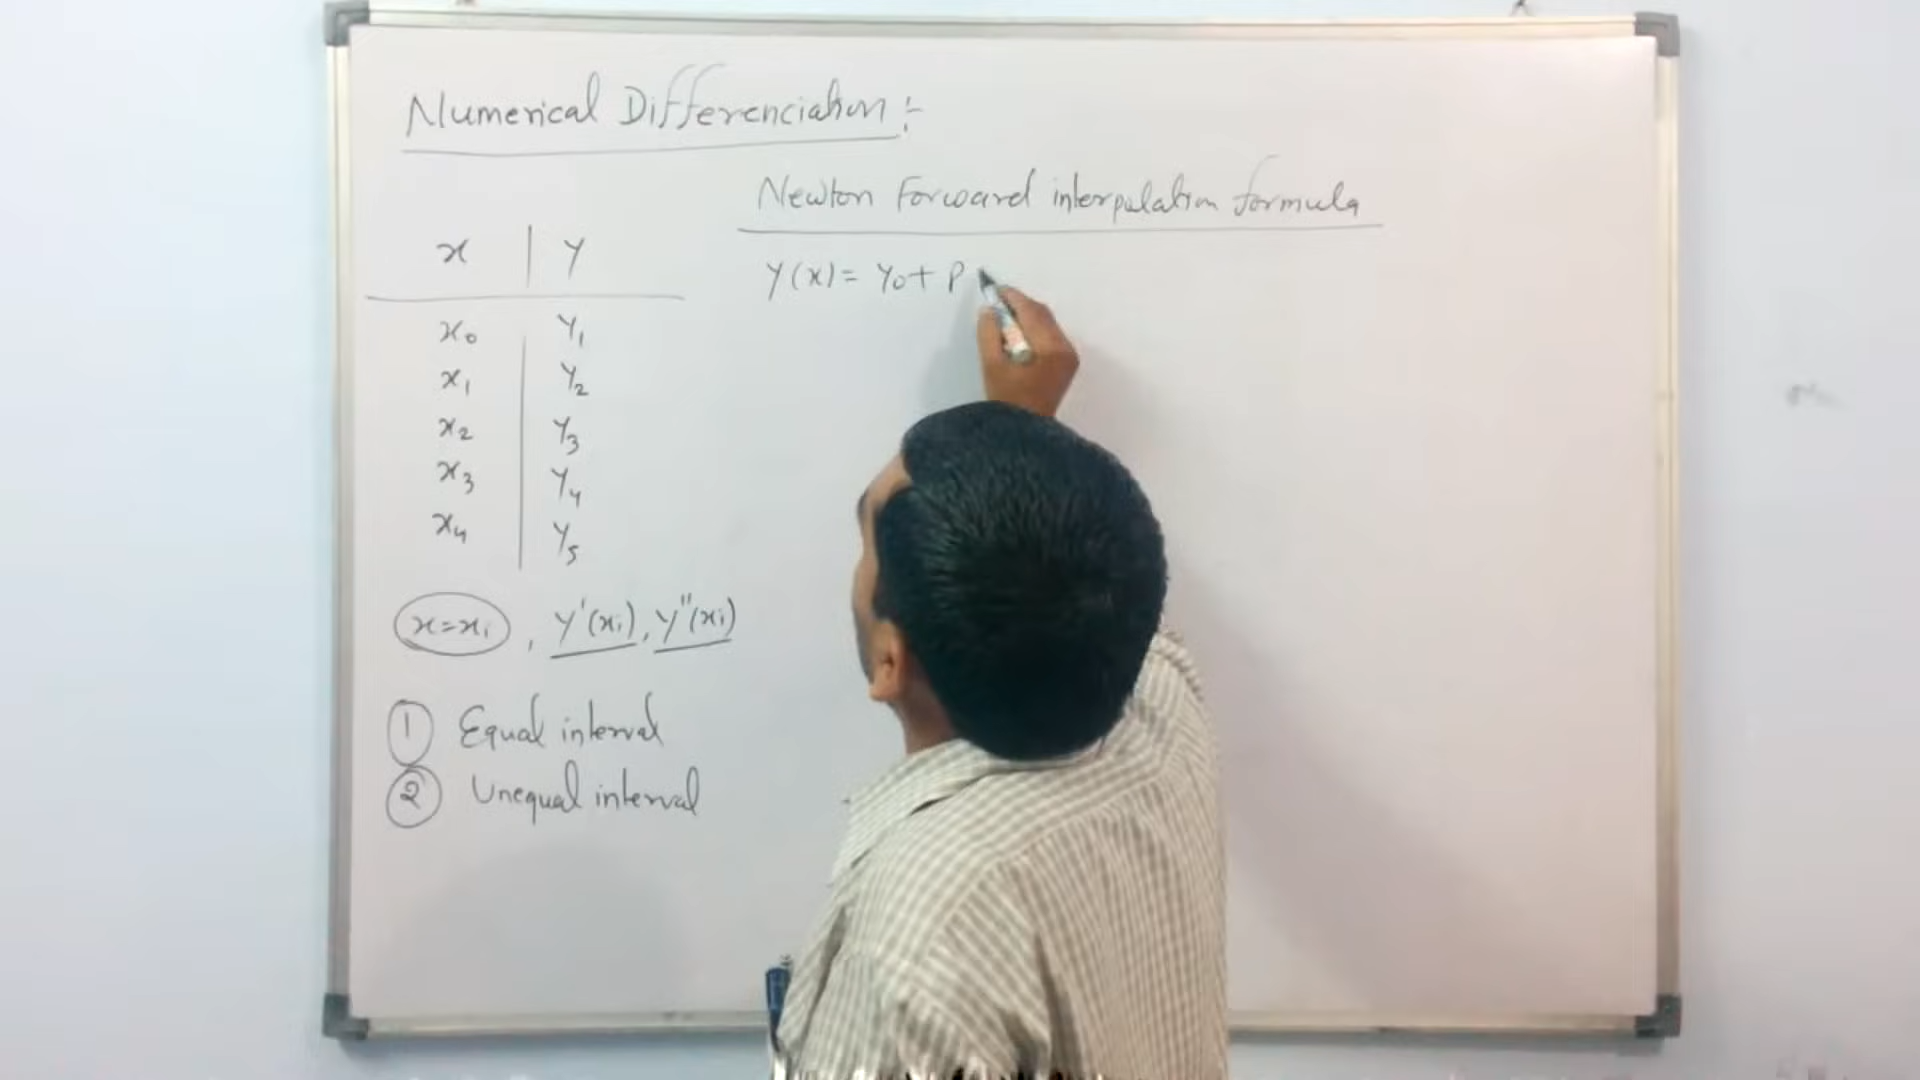 Numerical Differenciation :-
Newton Forward interpolation formula
Y(x) = Y₀ + P
x | Y
x₀ Y₁
x₁ Y₂
x₂ Y₃
x₃ Y₄
x₄ Y₅
x=xᵢ , Y'(xᵢ), Y''(xᵢ)
① Equal interval
② Unequal interval